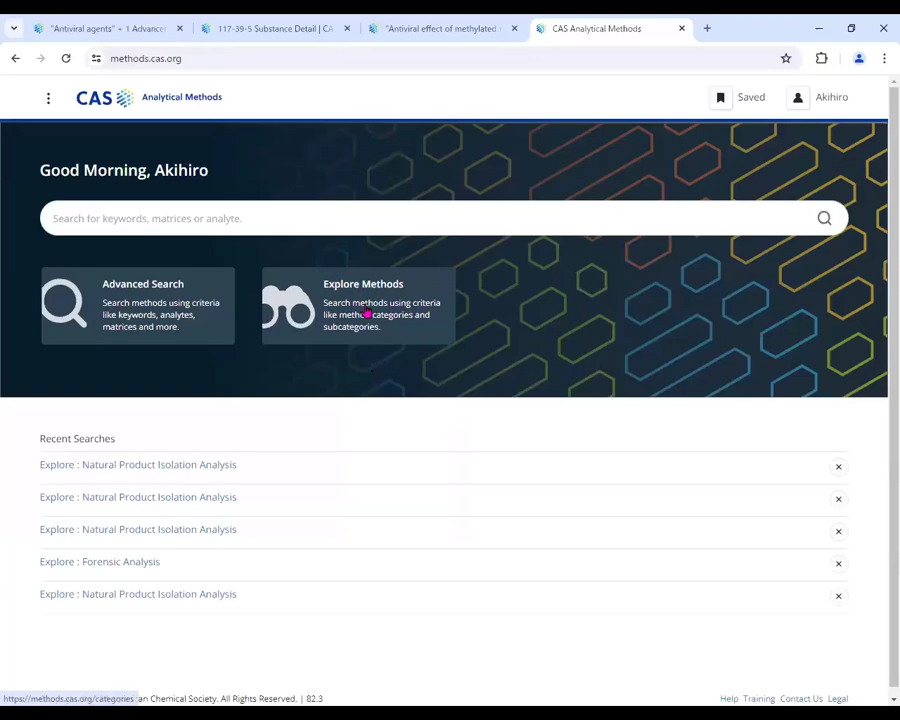 "Antiviral agents" + 1 Advance
117-39-5 Substance Detail | CA
"Antiviral effect of methylated
CAS Analytical Methods
methods.cas.org
CAS Analytical Methods
Saved
Akihiro
Good Morning, Akihiro
Search for keywords, matrices or analyte.
Advanced Search
Search methods using criteria
like keywords, analytes,
matrices and more.
Explore Methods
Search methods using criteria
like method categories and
subcategories.
Recent Searches
Explore : Natural Product Isolation Analysis
Explore : Natural Product Isolation Analysis
Explore : Natural Product Isolation Analysis
Explore : Forensic Analysis
Explore : Natural Product Isolation Analysis
https://methods.cas.org/categories
an Chemical Society. All Rights Reserved. | 82.3
Help Training Contact Us Legal